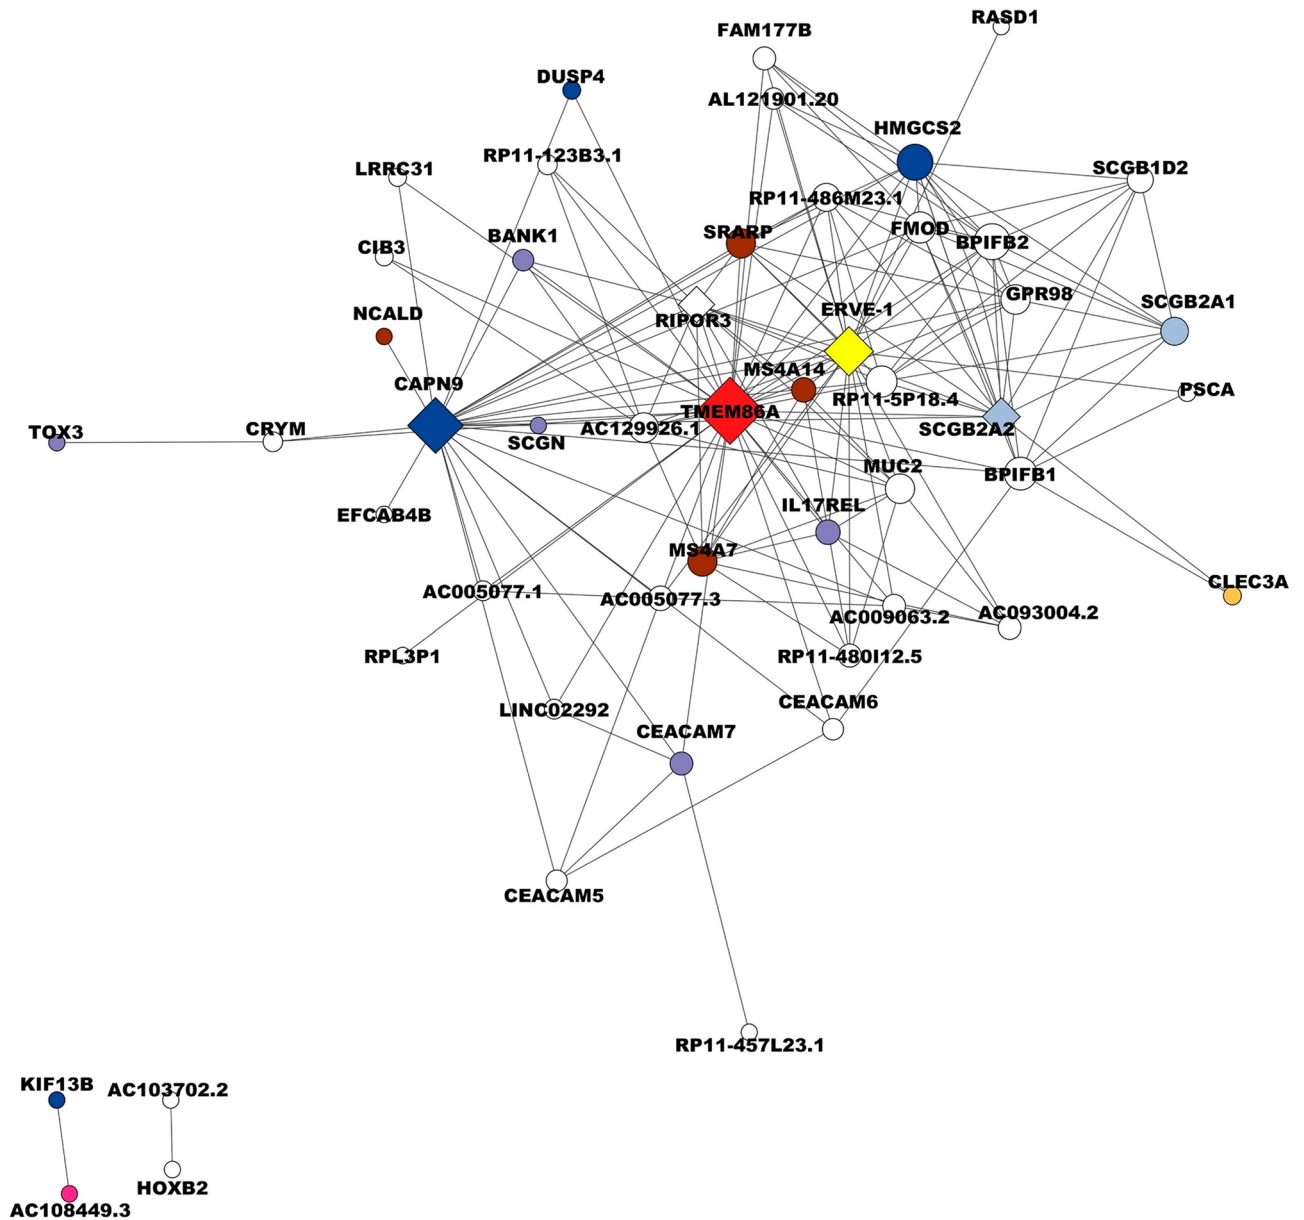 RASD1
FAM177B
DUSP4
AL121901.20
HMGCS2
RP11-123B3.1
LRRC31
SCGB1D2
RP11-486M23.1
SRARP
FMOD
BPIFB2
BANK1
CIB3
GPR98
SCGB2A1
ERVE-1
NCALD
RIPOR3
MS4A14
CAPN9
PSCA
RP11-5P18.4
TMEM86A
TOX3
CRYM
SCGN
AC129926.1
SCGB2A2
MUC2
BPIFB1
IL17REL
EFCAB4B
MS4A7
CLEC3A
AC005077.1
AC005077.3
AC009063.2
AC093004.2
RPL3P1
RP11-480I12.5
CEACAM6
LINC02292
CEACAM7
CEACAM5
RP11-457L23.1
KIF13B
AC103702.2
HOXB2
AC108449.3